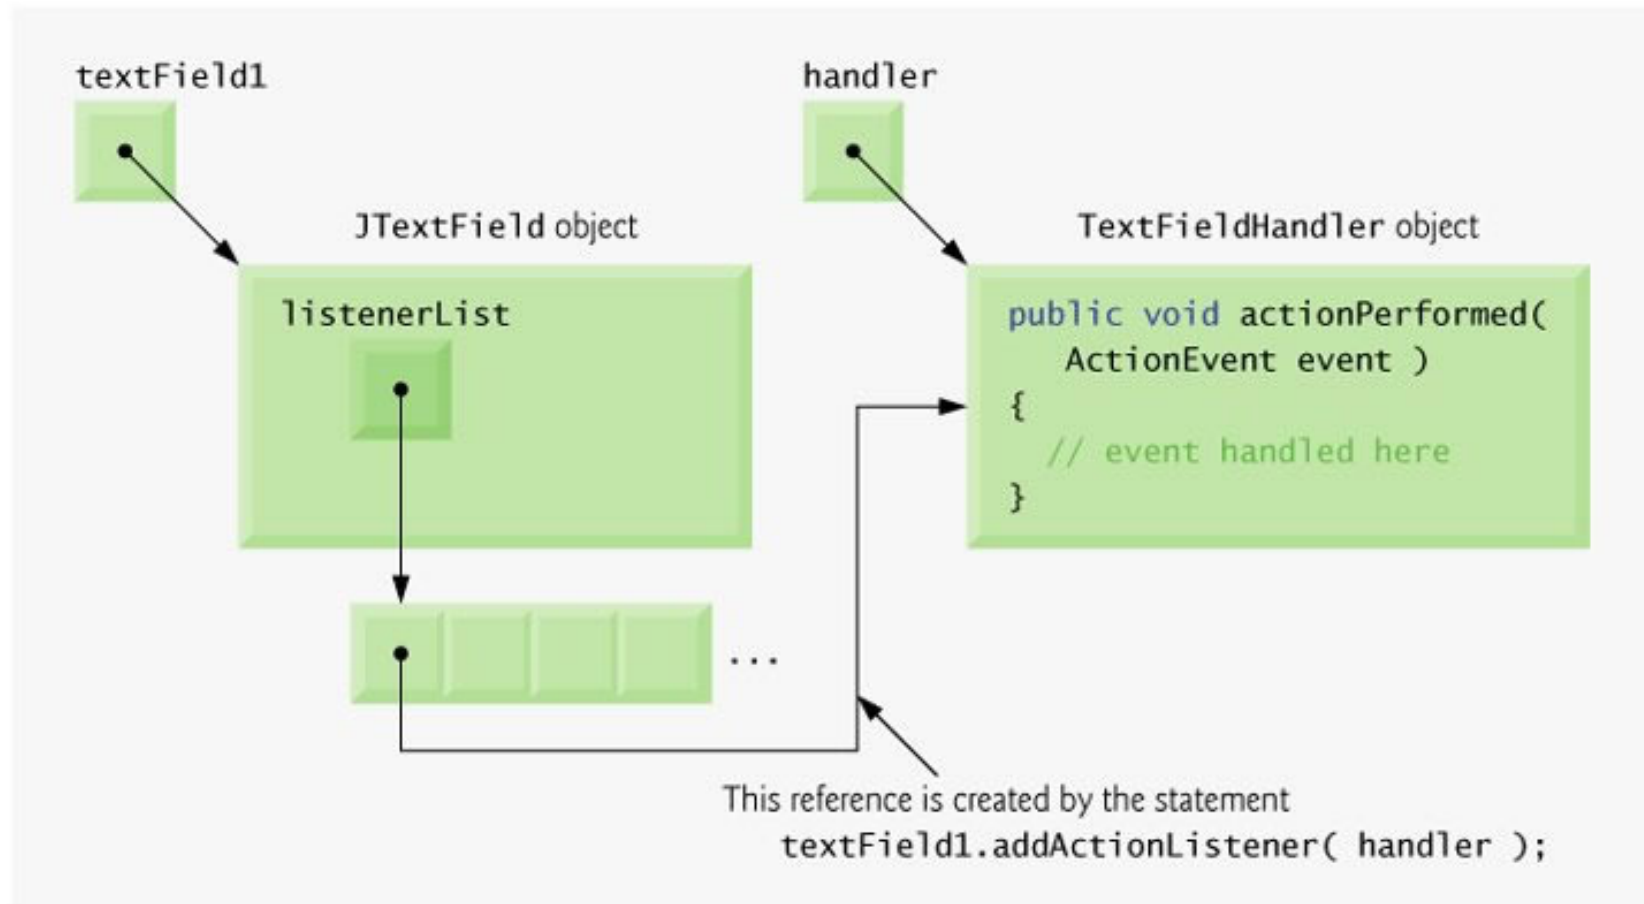 textField1
handler
JTextField object
TextFieldHandler object
listenerList
public void actionPerformed(
ActionEvent event )
{
// event handled here
}
...
This reference is created by the statement
textField1.addActionListener( handler );